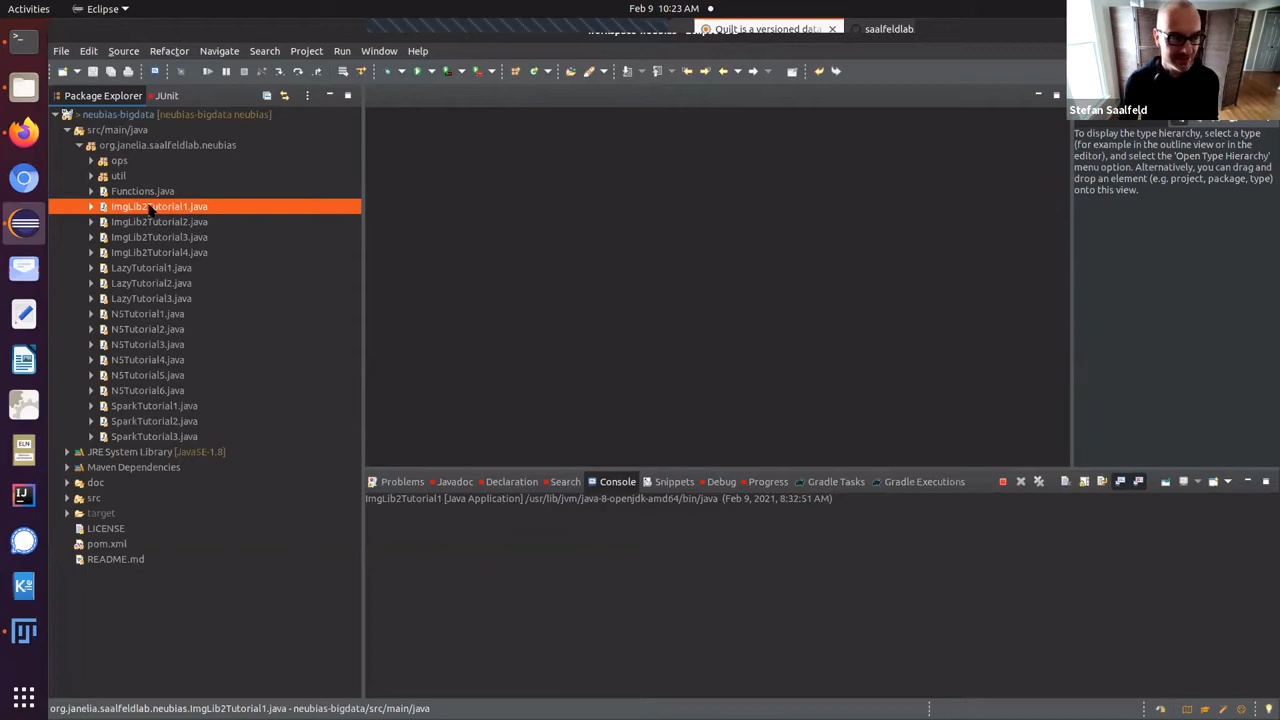 Activities
Eclipse
Feb 9 10:23 AM
Quilt is a versioned data
saalfeldlab
File Edit Source Refactor Navigate Search Project Run Window Help
Package Explorer
JUnit
> neubias-bigdata [neubias-bigdata neubias]
src/main/java
org.janelia.saalfeldlab.neubias
ops
util
Functions.java
ImgLib2Tutorial1.java
ImgLib2Tutorial2.java
ImgLib2Tutorial3.java
ImgLib2Tutorial4.java
LazyTutorial1.java
LazyTutorial2.java
LazyTutorial3.java
N5Tutorial1.java
N5Tutorial2.java
N5Tutorial3.java
N5Tutorial4.java
N5Tutorial5.java
N5Tutorial6.java
SparkTutorial1.java
SparkTutorial2.java
SparkTutorial3.java
JRE System Library [JavaSE-1.8]
Maven Dependencies
doc
src
target
LICENSE
pom.xml
README.md
Stefan Saalfeld
To display the type hierarchy, select a type
(for example in the outline view or in the
editor), and select the 'Open Type Hierarchy'
menu option. Alternatively, you can drag and
drop an element (e.g. project, package, type)
onto this view.
Problems Javadoc Declaration Search Console Snippets Debug Progress Gradle Tasks Gradle Executions
ImgLib2Tutorial1 [Java Application] /usr/lib/jvm/java-8-openjdk-amd64/bin/java (Feb 9, 2021, 8:32:51 AM)
ELN
org.janelia.saalfeldlab.neubias.ImgLib2Tutorial1.java - neubias-bigdata/src/main/java